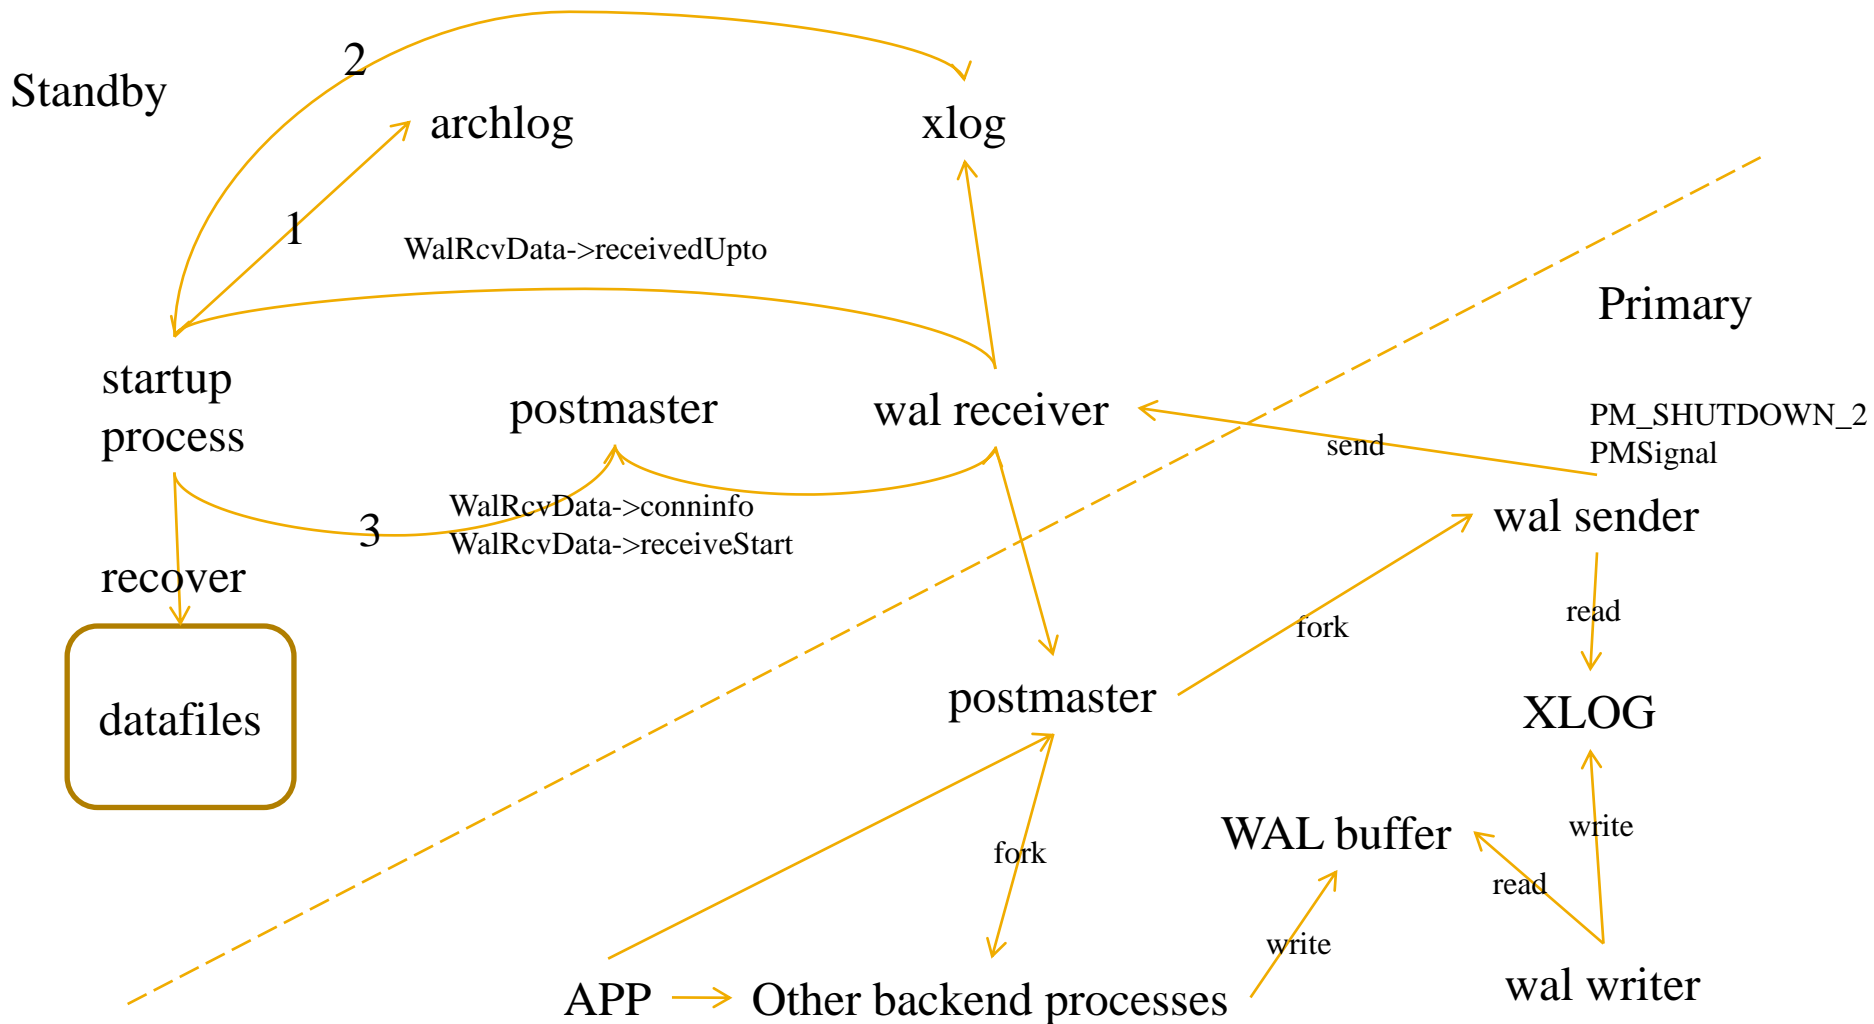 2
Standby
archlog
xlog
1
WalRcvData->receivedUpto
Primary
startup
process
postmaster
wal receiver
PM_SHUTDOWN_2
PMSignal
send
WalRcvData->conninfo
WalRcvData->receiveStart
3
wal sender
recover
fork
read
datafiles
postmaster
XLOG
WAL buffer
write
fork
read
write
APP
Other backend processes
wal writer